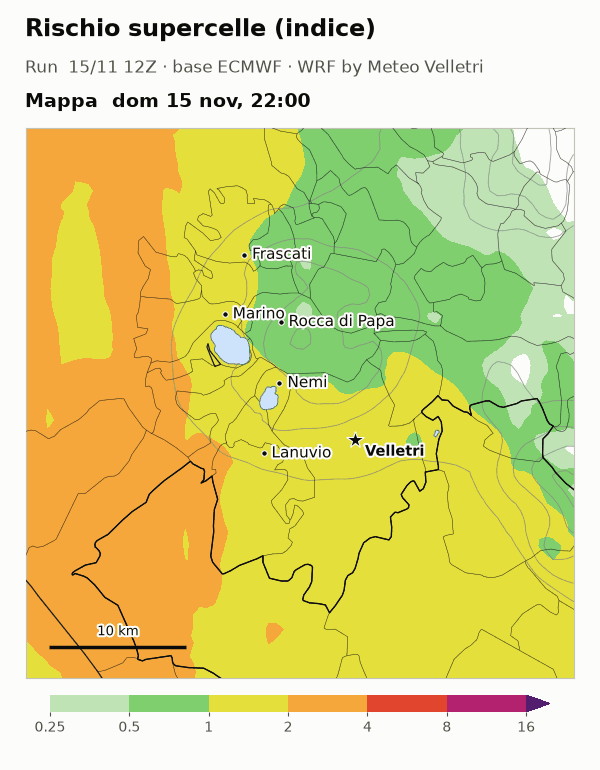 Rischio supercelle (indice)
Run  15/11 12Z · base ECMWF · WRF by Meteo Velletri
Mappa  dom 15 nov, 22:00
Frascati
Marino
Rocca di Papa
Nemi
Velletri
Lanuvio
10 km
0.25 0.5 1 2 4 8 16